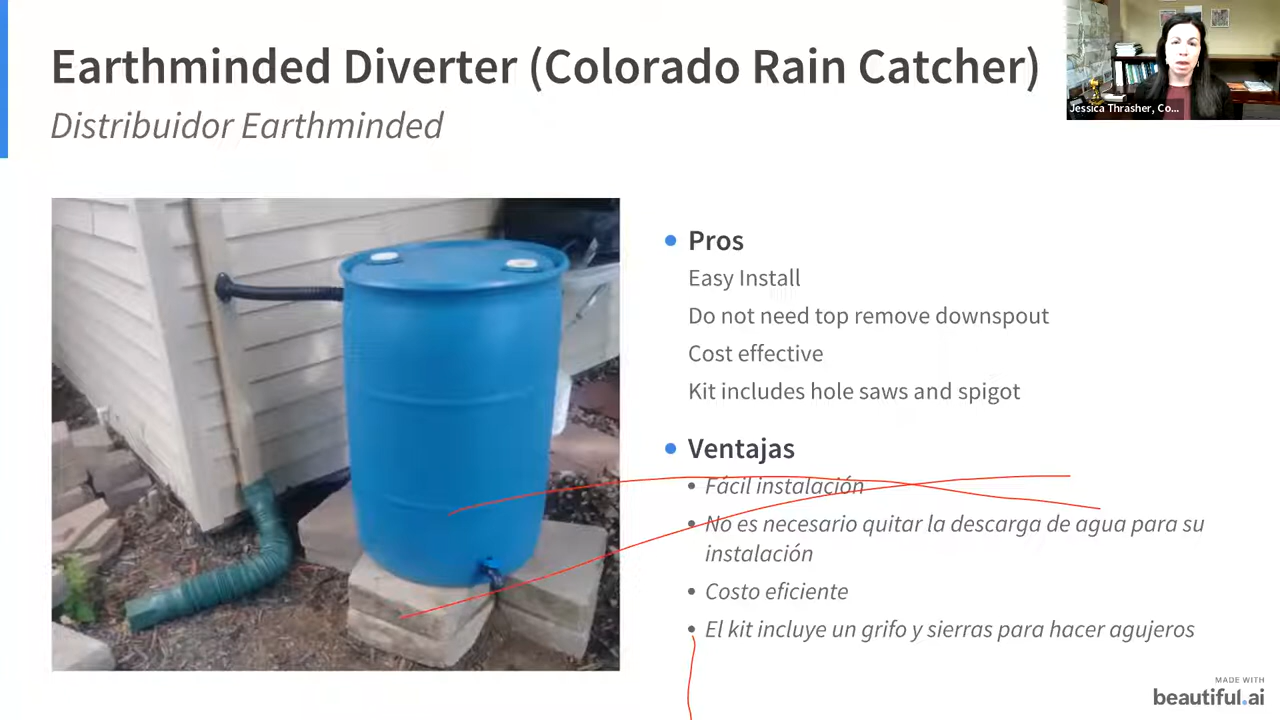 Earthminded Diverter (Colorado Rain Catcher)
Distribuidor Earthminded
Jessica Thrasher, Co...
Pros
Easy Install
Do not need top remove downspout
Cost effective
Kit includes hole saws and spigot
Ventajas
Fácil instalación
No es necesario quitar la descarga de agua para su
instalación
Costo eficiente
El kit incluye un grifo y sierras para hacer agujeros
MADE WITH
beautiful.ai